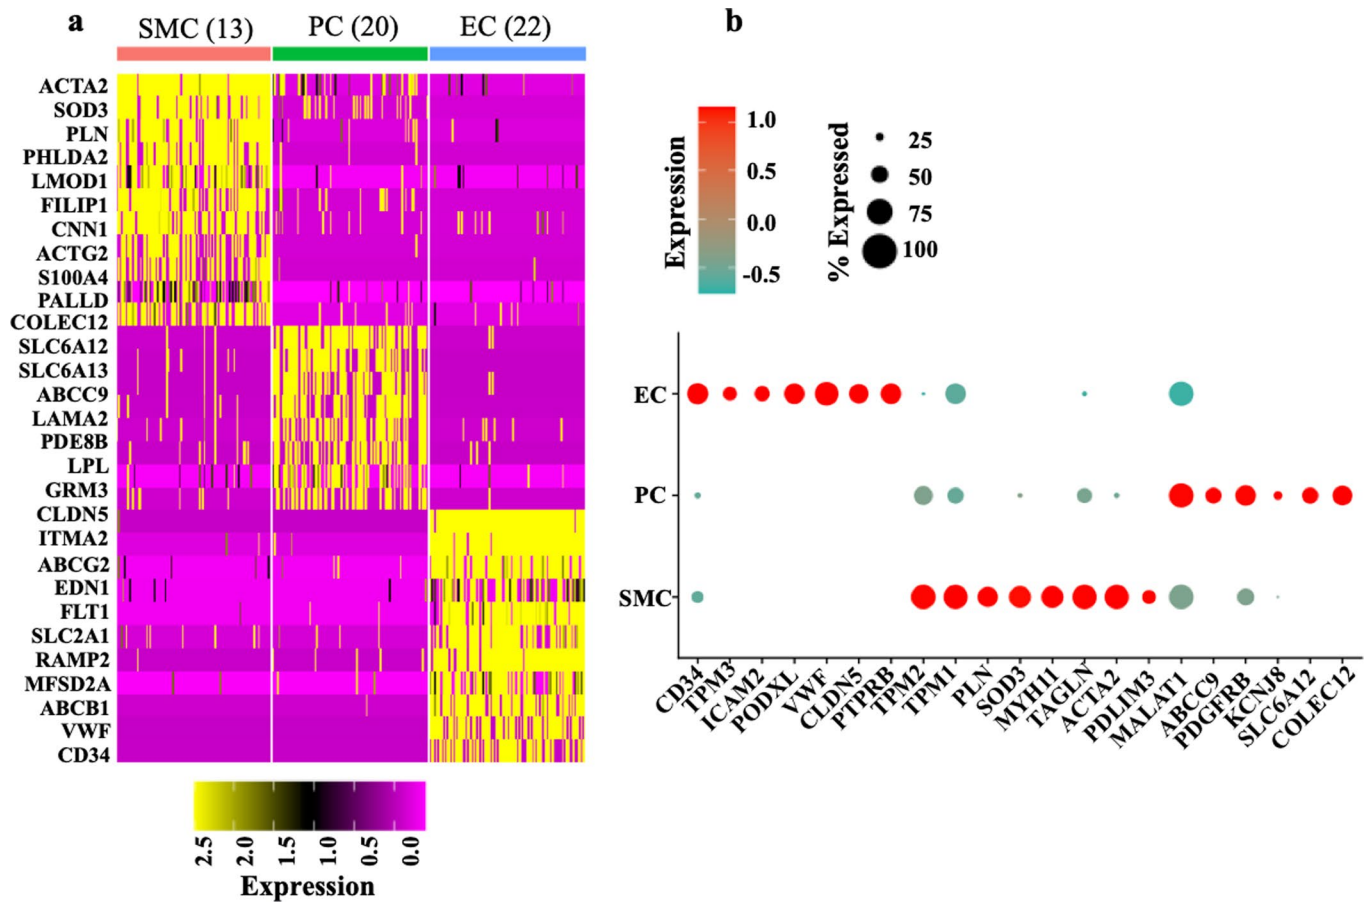 a
SMC (13) PC (20) EC (22)
ACTA2
SOD3
PLN
PHLDA2
LMOD1
FILIP1
CNN1
ACTG2
S100A4
PALLD
COLEC12
SLC6A12
SLC6A13
ABCC9
LAMA2
PDE8B
LPL
GRM3
CLDN5
ITMA2
ABCG2
EDN1
FLT1
SLC2A1
RAMP2
MFSD2A
ABCB1
VWF
CD34
2.5 2.0 1.5 1.0 0.5 0.0
Expression
b
Expression
1.0
0.5
0.0
-0.5
% Expressed
25
50
75
100
EC
PC
SMC
CD34
TPM3
ICAM2
PODXL
VWF
CLDN5
PTPRB
TPM2
TPM1
PLN
SOD3
MYH11
TAGLN
ACTA2
PDLIM3
MALAT1
ABCC9
PDGFRB
KCNJ8
SLC6A12
COLEC12